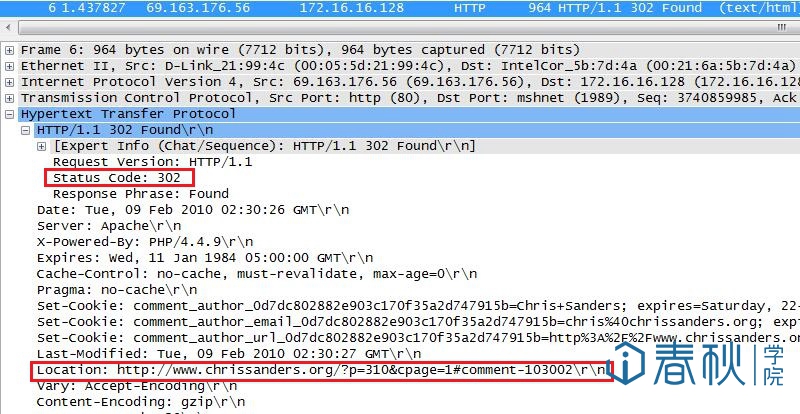 6 1.437827 69.163.176.56 172.16.16.128 HTTP 964 HTTP/1.1 302 Found (text/html)
Frame 6: 964 bytes on wire (7712 bits), 964 bytes captured (7712 bits)
Ethernet II, Src: D-Link_21:99:4c (00:05:5d:21:99:4c), Dst: IntelCor_5b:7d:4a (00:21:6a:5b:7d:4a)
Internet Protocol Version 4, Src: 69.163.176.56 (69.163.176.56), Dst: 172.16.16.128 (172.16.16.128)
Transmission Control Protocol, Src Port: http (80), Dst Port: mshnet (1989), Seq: 3740859985, Ack
Hypertext Transfer Protocol
HTTP/1.1 302 Found\r\n
[Expert Info (Chat/Sequence): HTTP/1.1 302 Found\r\n]
Request Version: HTTP/1.1
Status Code: 302
Response Phrase: Found
Date: Tue, 09 Feb 2010 02:30:26 GMT\r\n
Server: Apache\r\n
X-Powered-By: PHP/4.4.9\r\n
Expires: Wed, 11 Jan 1984 05:00:00 GMT\r\n
Cache-Control: no-cache, must-revalidate, max-age=0\r\n
Pragma: no-cache\r\n
Set-Cookie: comment_author_0d7dc802882e903c170f35a2d747915b=Chris+Sanders; expires=Saturday, 22-
Set-Cookie: comment_author_email_0d7dc802882e903c170f35a2d747915b=chris%40chrissanders.org; exp
Set-Cookie: comment_author_url_0d7dc802882e903c170f35a2d747915b=http%3A%2F%2Fwww.chrissanders.o
Last-Modified: Tue, 09 Feb 2010 02:30:27 GMT\r\n
Location: http://www.chrissanders.org/?p=310&cpage=1#comment-103002\r\n
Vary: Accept-Encoding\r\n
Content-Encoding: gzip\r\n
春秋学院